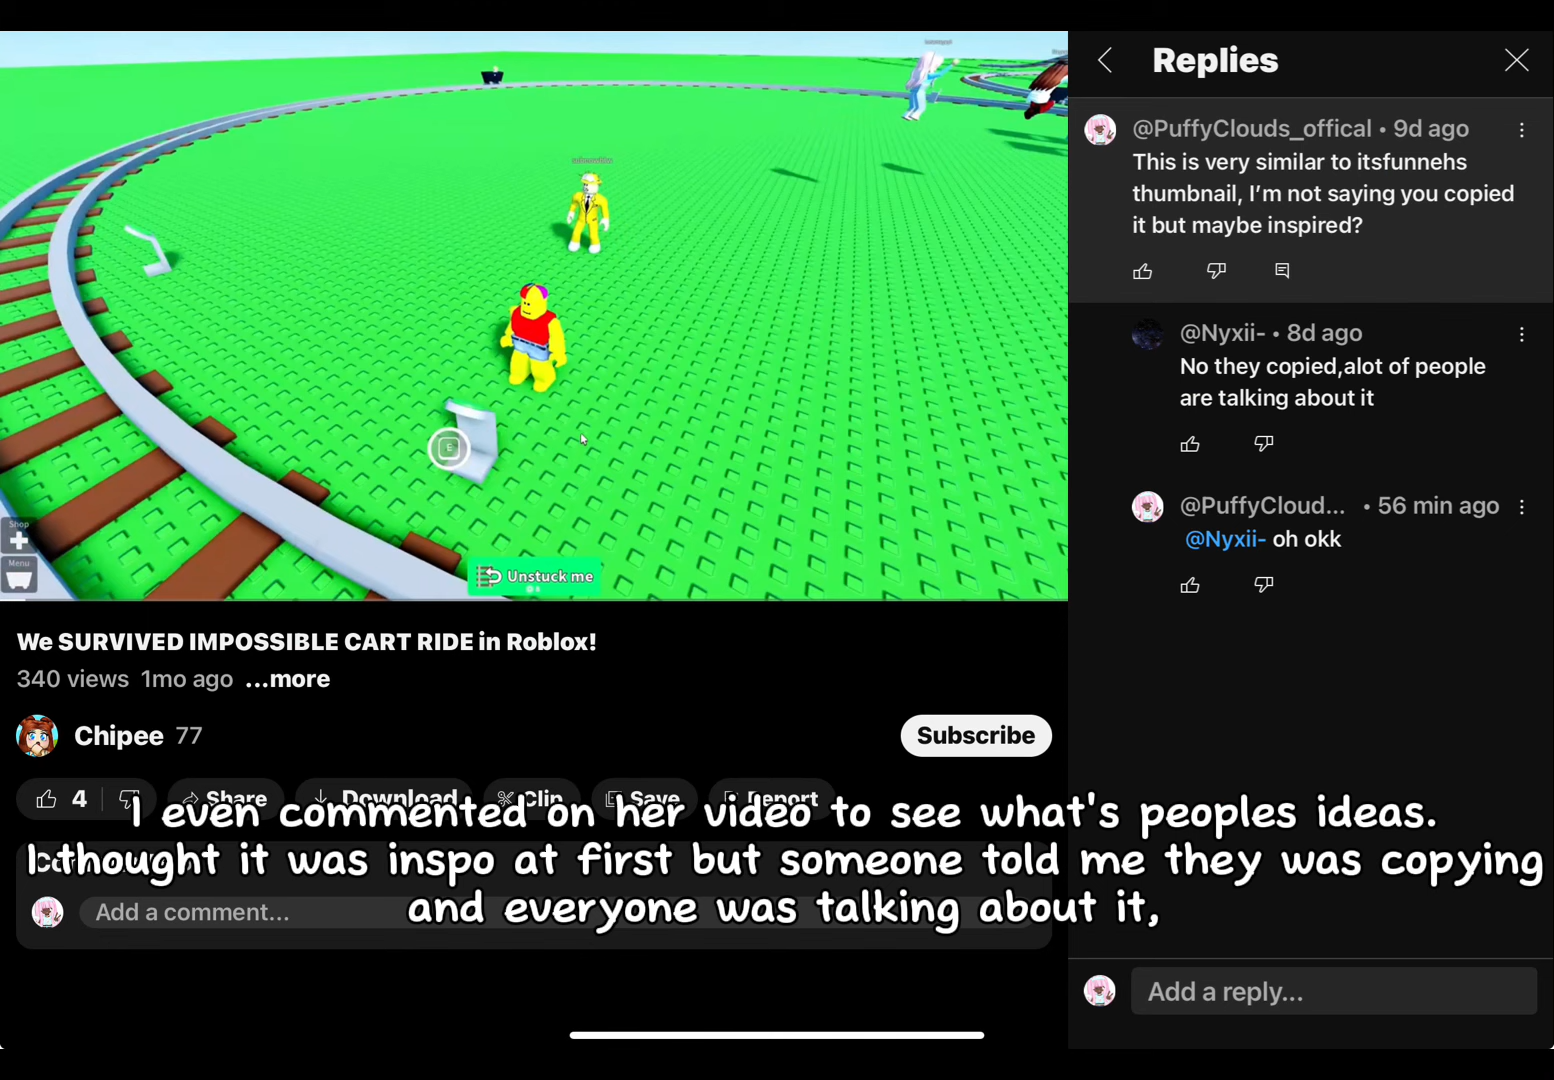 Replies
@PuffyClouds_offical • 9d ago
This is very similar to itsfunnehs
thumbnail, I'm not saying you copied
it but maybe inspired?
@Nyxii- • 8d ago
No they copied,alot of people
are talking about it
@PuffyCloud... • 56 min ago
@Nyxii- oh okk
Shop
Menu
E
Unstuck me
We SURVIVED IMPOSSIBLE CART RIDE in Roblox!
340 views 1mo ago ...more
Chipee 77
Subscribe
4
Share
Download
Clip
Save
Report
I even commented on her video to see what's peoples ideas.
I thought it was inspo at first but someone told me they was copying
and everyone was talking about it,
Add a comment...
Add a reply...